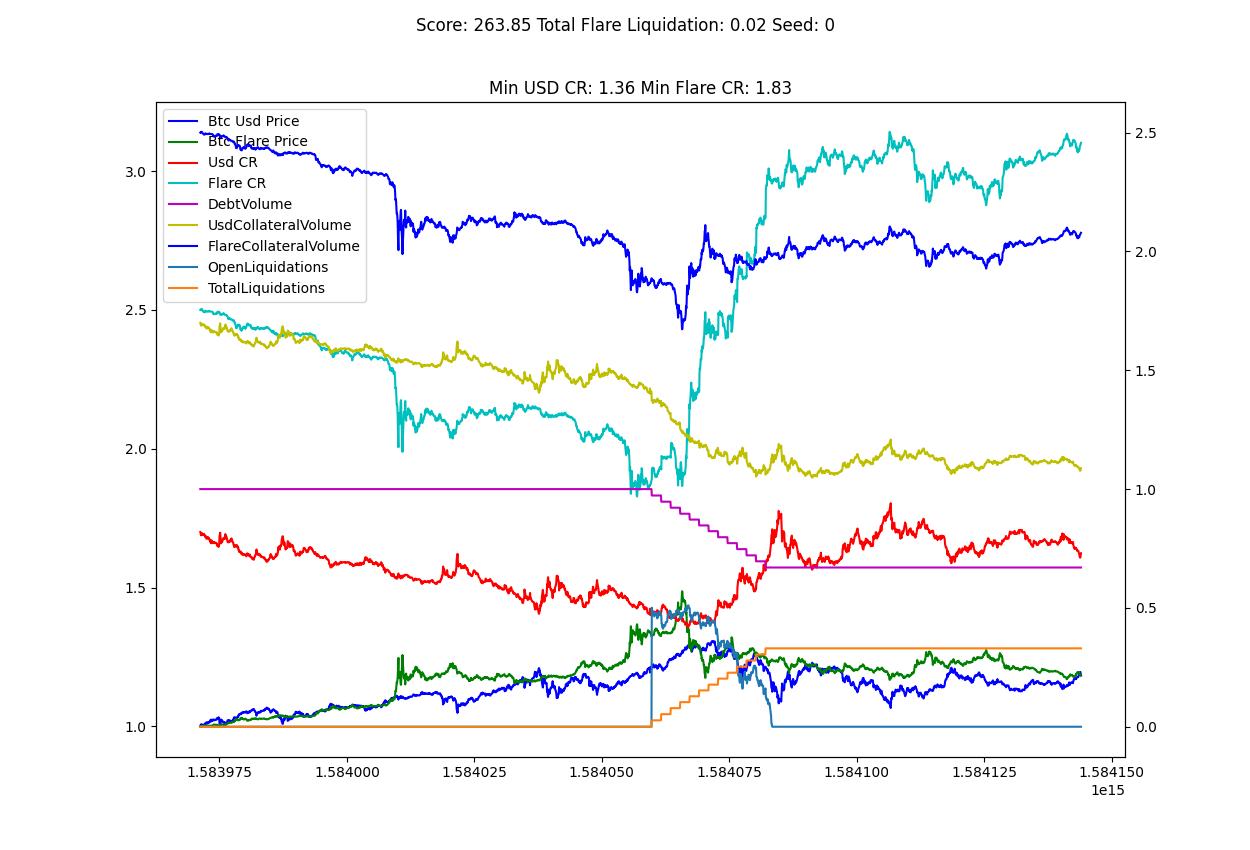 Score: 263.85 Total Flare Liquidation: 0.02 Seed: 0
Min USD CR: 1.36 Min Flare CR: 1.83
Btc Usd Price
Btc Flare Price
Usd CR
Flare CR
DebtVolume
UsdCollateralVolume
FlareCollateralVolume
OpenLiquidations
TotalLiquidations
3.0
2.5
2.0
1.5
1.0
2.5
2.0
1.5
1.0
0.5
0.0
1.583975
1.584000
1.584025
1.584050
1.584075
1.584100
1.584125
1.584150
1e15